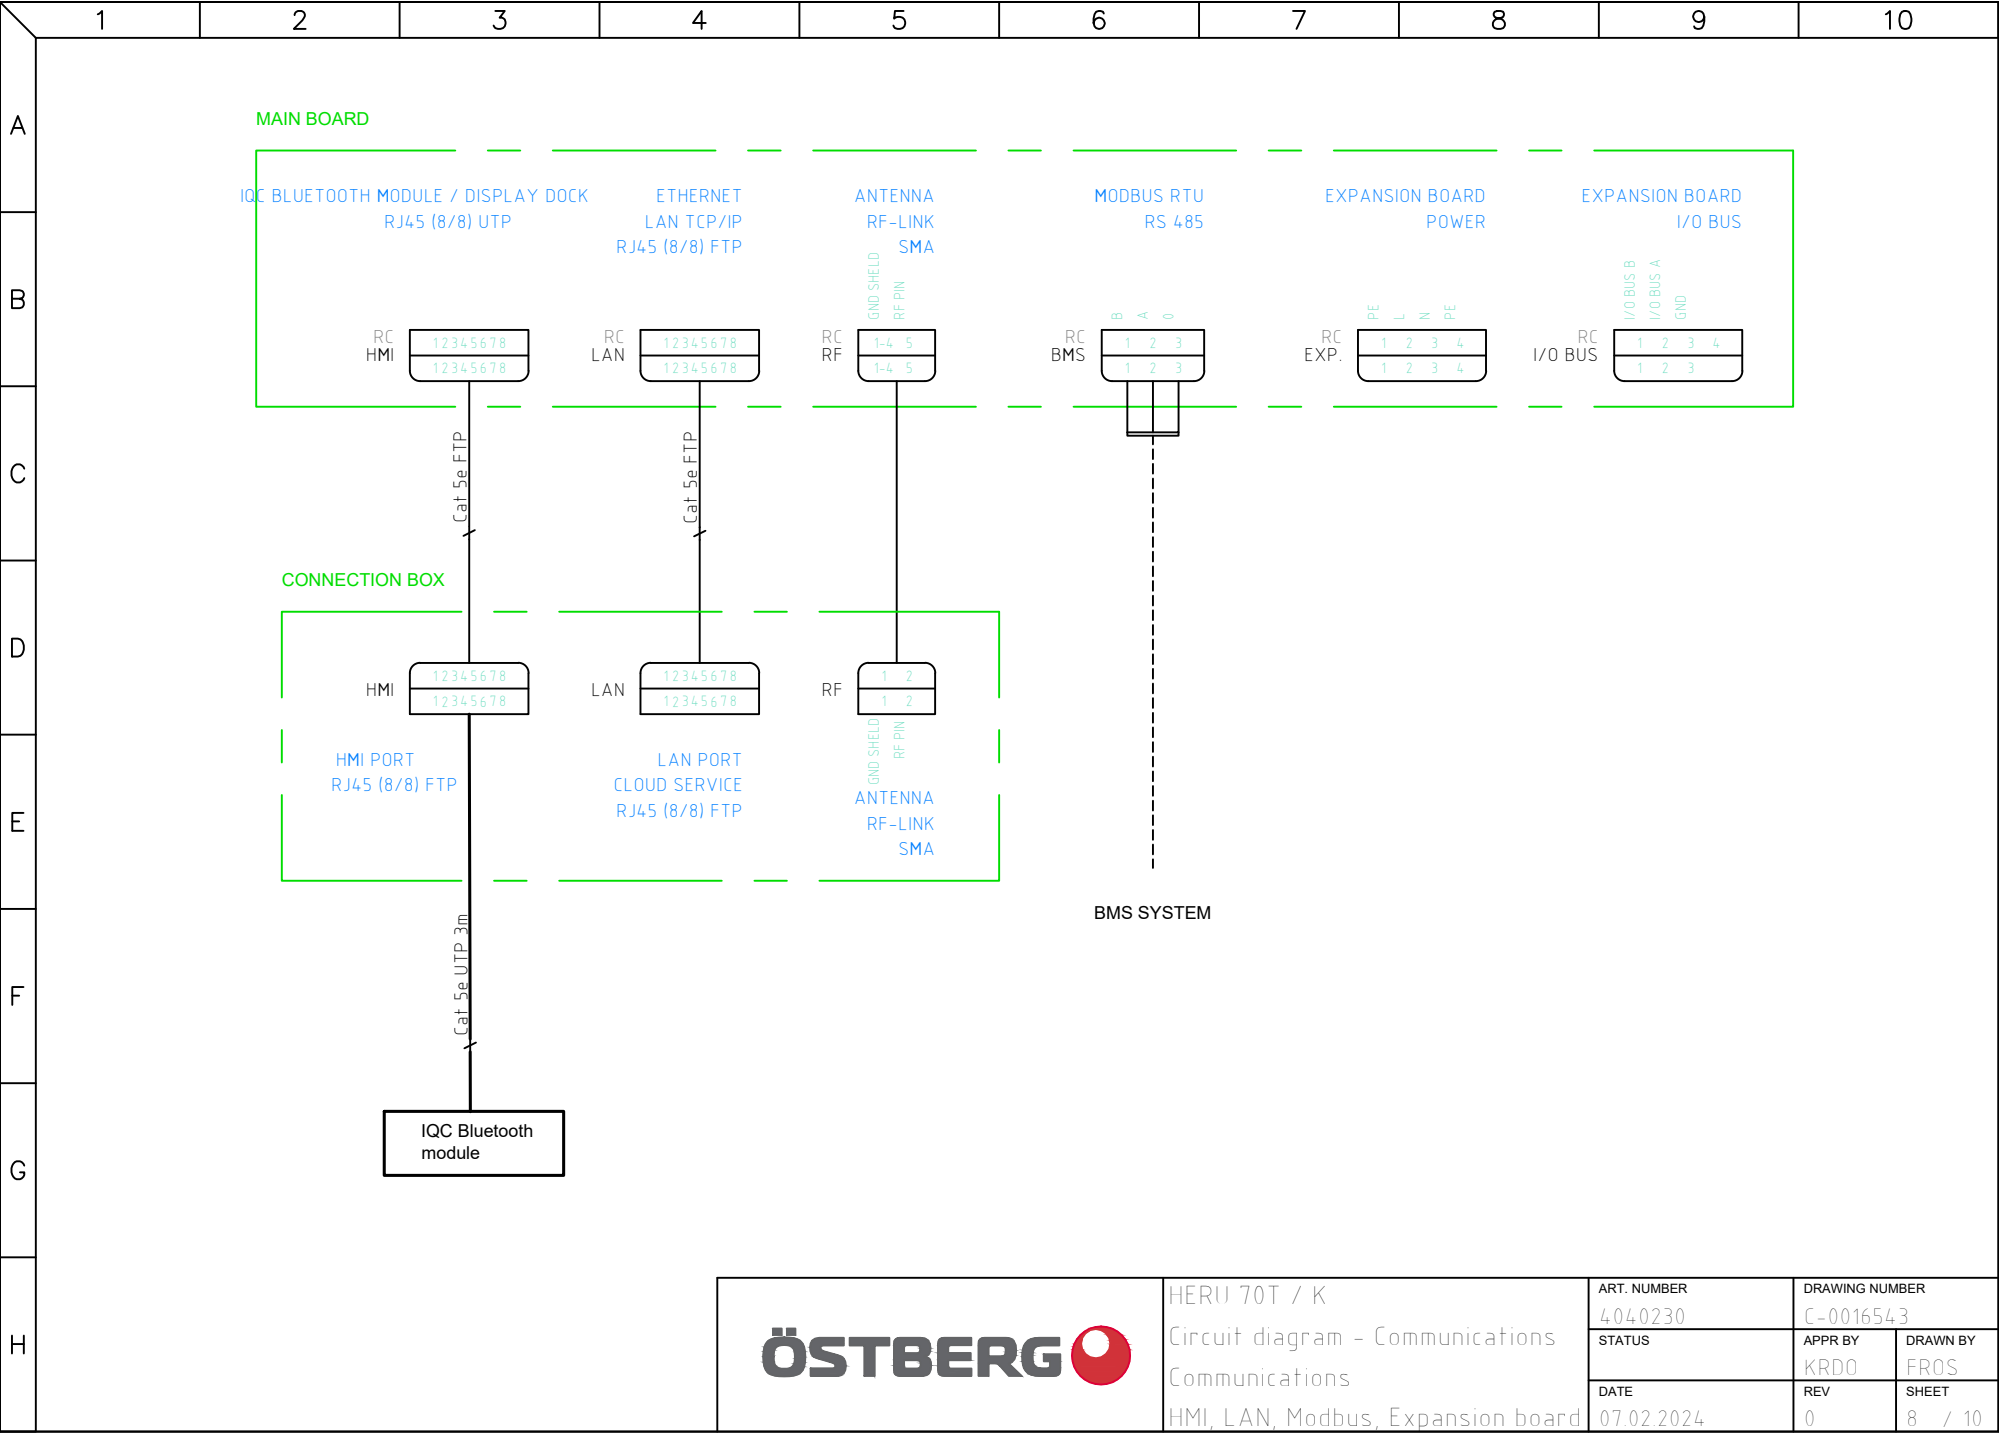 1 2 3 4 5 6 7 8 9 10
A
B
C
D
E
F
G
H
MAIN BOARD
IQC BLUETOOTH MODULE / DISPLAY DOCK
RJ45 (8/8) UTP
ETHERNET
LAN TCP/IP
RJ45 (8/8) FTP
ANTENNA
RF-LINK
SMA
MODBUS RTU
RS 485
EXPANSION BOARD
POWER
EXPANSION BOARD
I/O BUS
GND SHELD
RF PIN
B
A
0
PE
L
N
PE
I/O BUS B
I/O BUS A
GND
RC
HMI
12345678
12345678
RC
LAN
12345678
12345678
RC
RF
1-4 5
1-4 5
RC
BMS
1 2 3
1 2 3
RC
EXP.
1 2 3 4
1 2 3 4
RC
I/O BUS
1 2 3 4
1 2 3
Cat 5e FTP
Cat 5e FTP
CONNECTION BOX
HMI
12345678
12345678
LAN
12345678
12345678
RF
1 2
1 2
GND SHELD
RF PIN
HMI PORT
RJ45 (8/8) FTP
LAN PORT
CLOUD SERVICE
RJ45 (8/8) FTP
ANTENNA
RF-LINK
SMA
BMS SYSTEM
Cat 5e UTP 3m
IQC Bluetooth
module
ÖSTBERG
HERU 70T / K
Circuit diagram - Communications
Communications
HMI, LAN, Modbus, Expansion board
ART. NUMBER
4040230
DRAWING NUMBER
C-0016543
STATUS
APPR BY
KRDO
DRAWN BY
FROS
DATE
07.02.2024
REV
0
SHEET
8 / 10